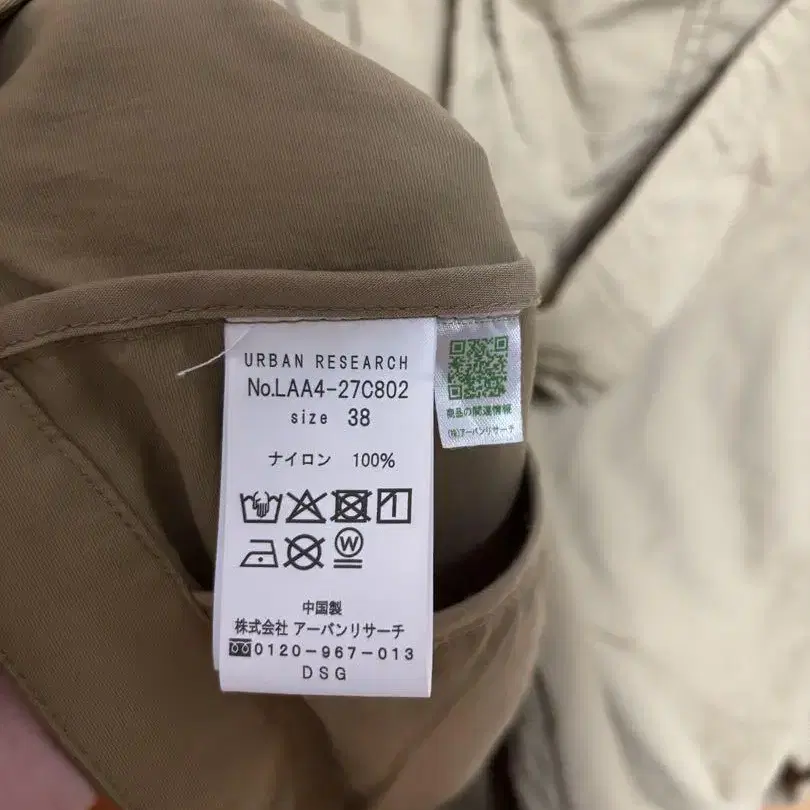 URBAN RESEARCH
No.LAA4-27C802
size 38
ナイロン 100%
W
中国製
株式会社 アーバンリサーチ
0120-967-013
DSG
商品の関連情報
(株)アーバンリサーチ